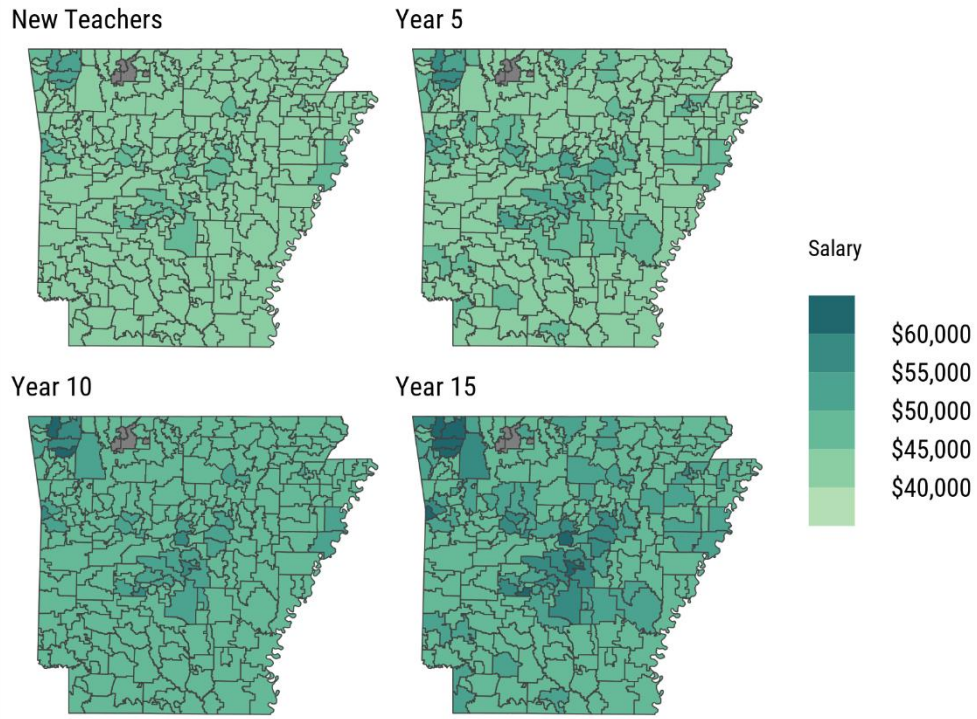 New Teachers
Year 5
Salary
$60,000
$55,000
$50,000
$45,000
$40,000
Year 10
Year 15